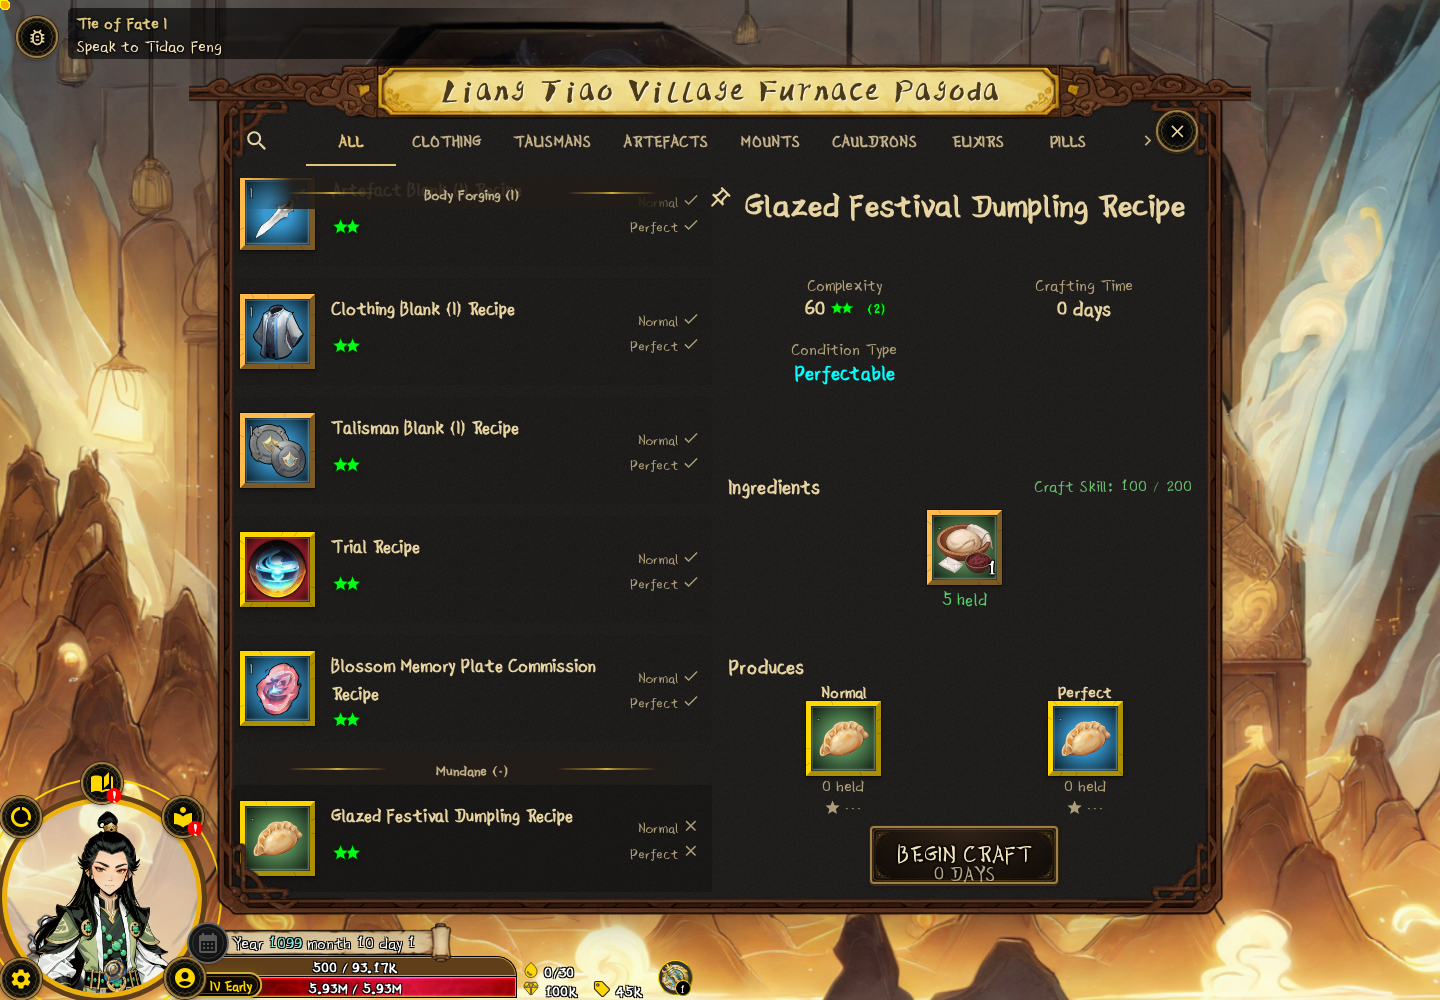 Tie of Fate I
Speak to Tidao Feng
Liang Tiao Village Furnace Pagoda
ALL
CLOTHING
TALISMANS
ARTEFACTS
MOUNTS
CAULDRONS
ELIXIRS
PILLS
Artefact Blank (I) Recipe
Body Forging (I)
Normal
Perfect
Clothing Blank (I) Recipe
Normal
Perfect
Talisman Blank (I) Recipe
Normal
Perfect
Trial Recipe
Normal
Perfect
Blossom Memory Plate Commission
Recipe
Normal
Perfect
Mundane (-)
Glazed Festival Dumpling Recipe
Normal
Perfect
Glazed Festival Dumpling Recipe
Complexity
60 (2)
Crafting Time
0 days
Condition Type
Perfectable
Ingredients
Craft Skill: 100 / 200
1
5 held
Produces
Normal
Perfect
0 held
0 held
BEGIN CRAFT
0 DAYS
Year 1099 month 10 day 1
500 / 93.17K
5.93M / 5.93M
IV Early
0/30
100K
45K
f